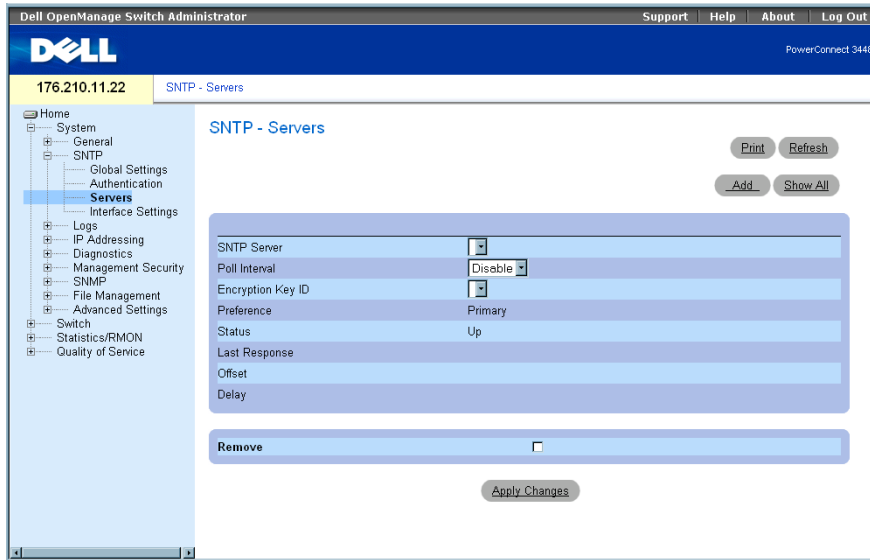 Dell OpenManage Switch Administrator
Support Help About Log Out
DELL
PowerConnect 3448
176.210.11.22
SNTP - Servers
Home
System
General
SNTP
Global Settings
Authentication
Servers
Interface Settings
Logs
IP Addressing
Diagnostics
Management Security
SNMP
File Management
Advanced Settings
Switch
Statistics/RMON
Quality of Service
SNTP - Servers
Print Refresh
Add Show All
SNTP Server
Poll Interval Disable
Encryption Key ID
Preference Primary
Status Up
Last Response
Offset
Delay
Remove
Apply Changes